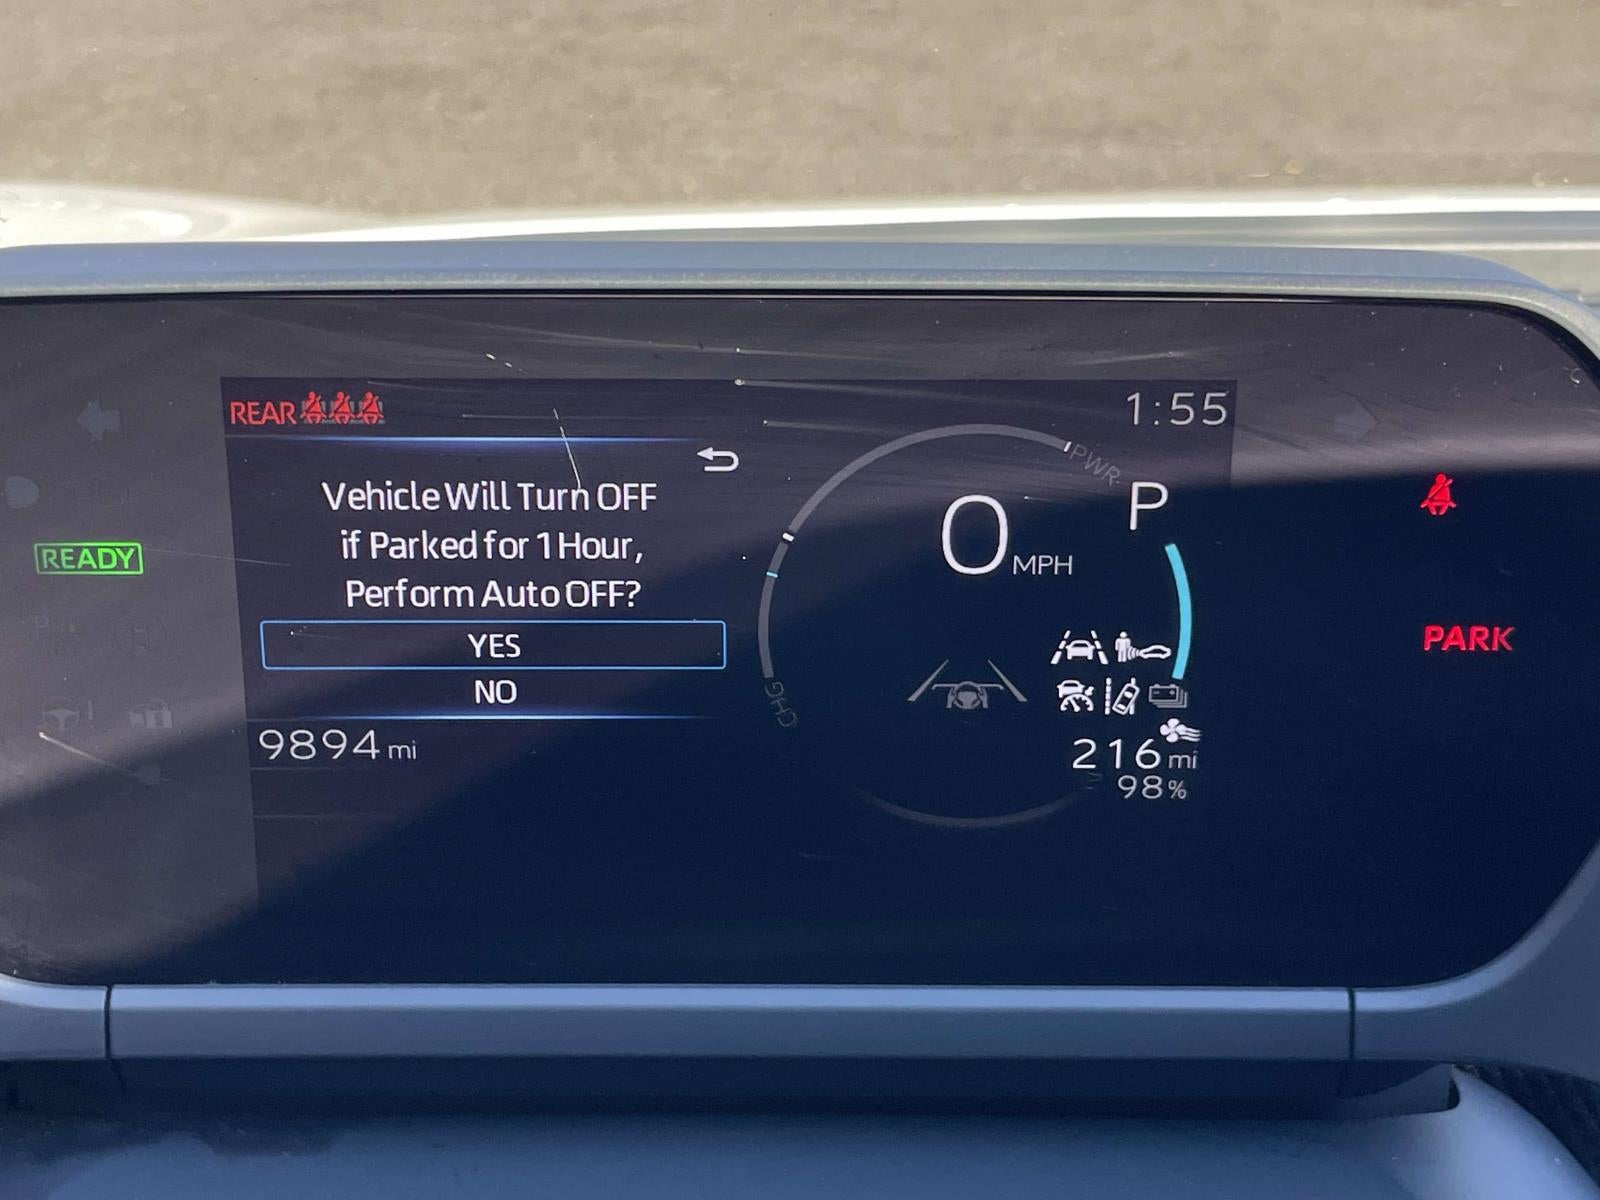 REAR
1:55
Vehicle Will Turn OFF
if Parked for 1 Hour,
Perform Auto OFF?
YES
NO
9894 mi
READY
PWR
P
0 MPH
CHG
216 mi
98%
PARK